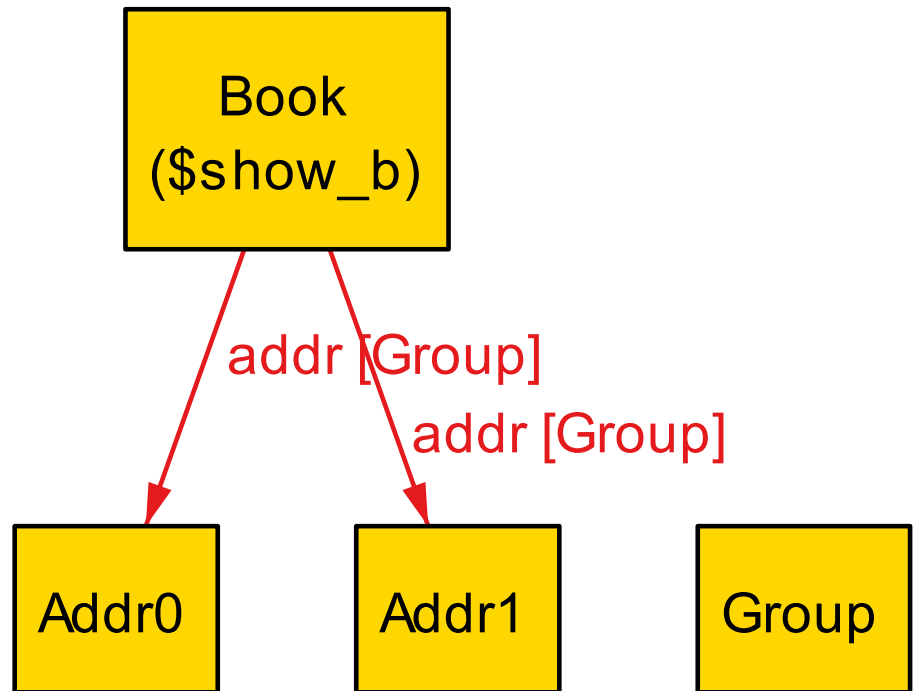 Book
($show_b)
addr [Group]
addr [Group]
Addr0
Addr1
Group